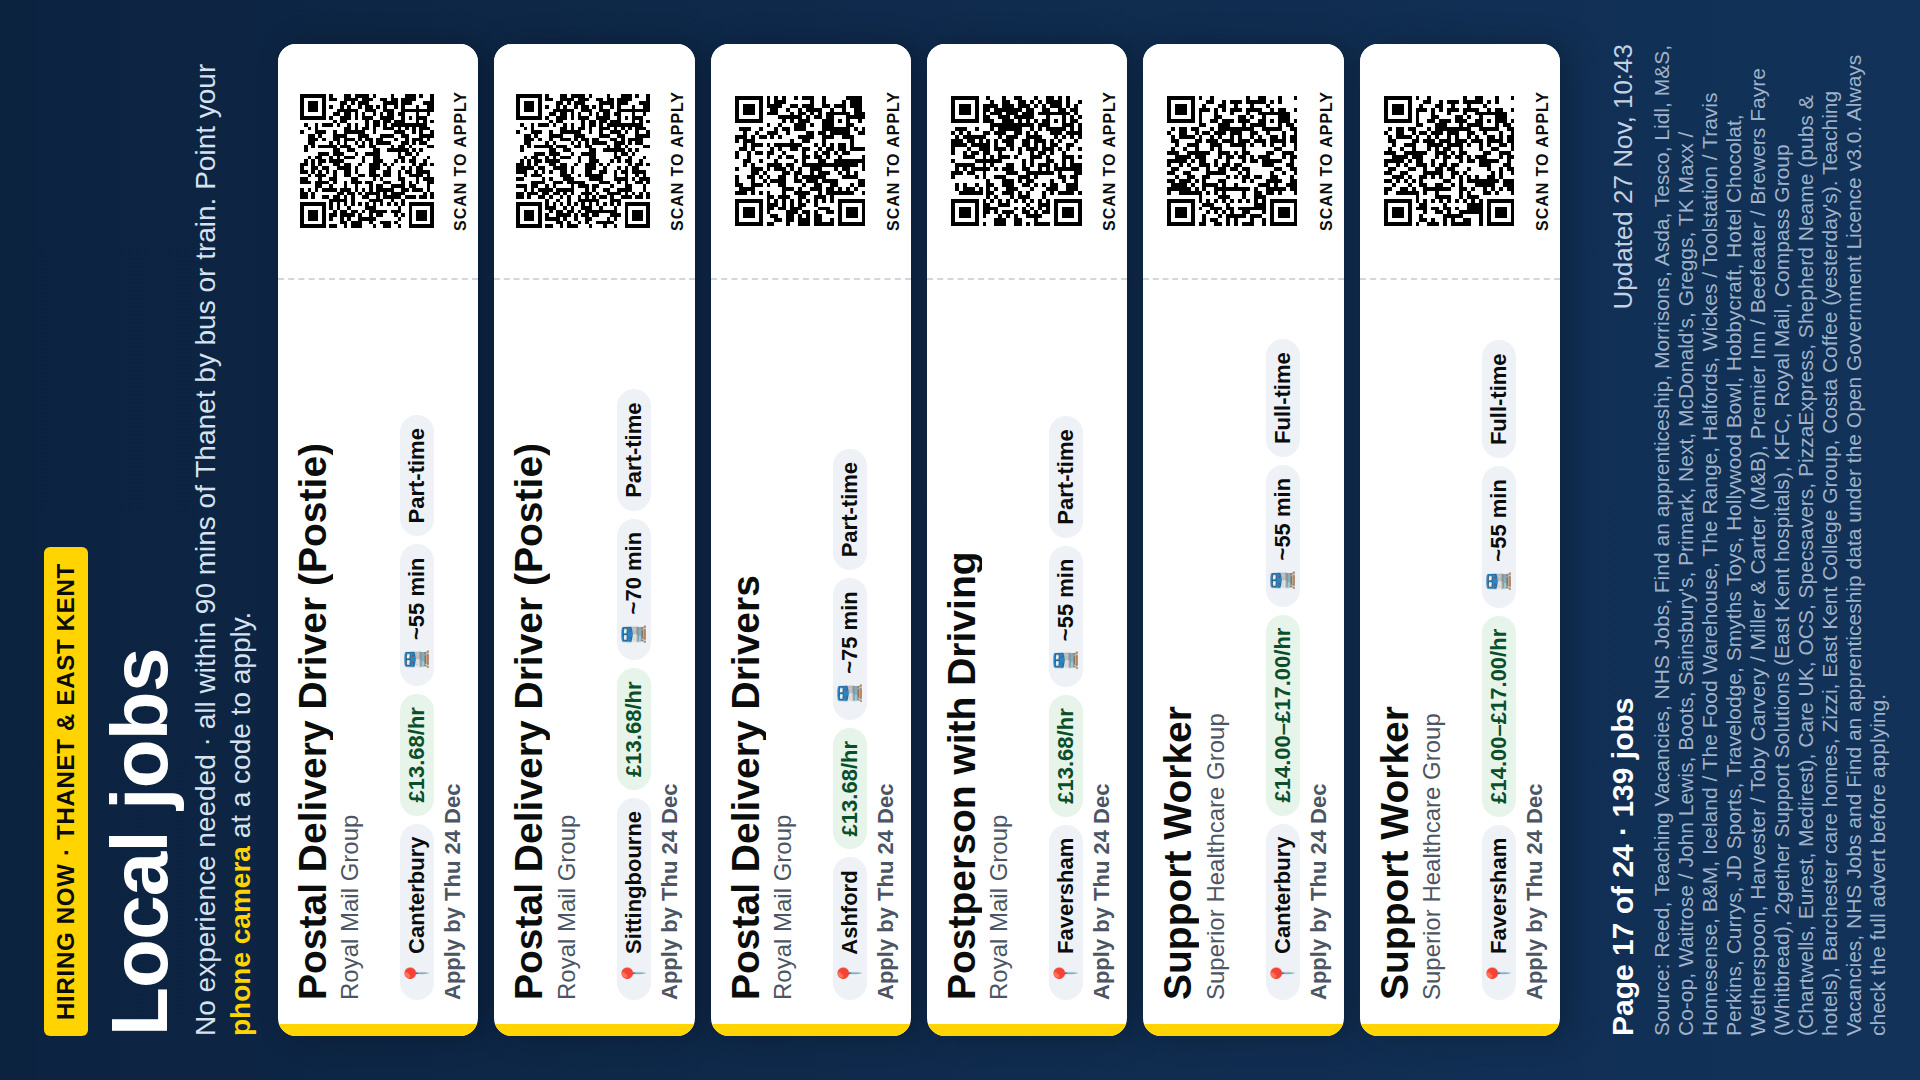 HIRING NOW · THANET & EAST KENT
Local jobs
No experience needed · all within 90 mins of Thanet by bus or train. Point your
phone camera at a code to apply.
Postal Delivery Driver (Postie)
Royal Mail Group
Canterbury £13.68/hr ~55 min Part-time
Apply by Thu 24 Dec
SCAN TO APPLY
Postal Delivery Driver (Postie)
Royal Mail Group
Sittingbourne £13.68/hr ~70 min Part-time
Apply by Thu 24 Dec
SCAN TO APPLY
Postal Delivery Drivers
Royal Mail Group
Ashford £13.68/hr ~75 min Part-time
Apply by Thu 24 Dec
SCAN TO APPLY
Postperson with Driving
Royal Mail Group
Faversham £13.68/hr ~55 min Part-time
Apply by Thu 24 Dec
SCAN TO APPLY
Support Worker
Superior Healthcare Group
Canterbury £14.00–£17.00/hr ~55 min Full-time
Apply by Thu 24 Dec
SCAN TO APPLY
Support Worker
Superior Healthcare Group
Faversham £14.00–£17.00/hr ~55 min Full-time
Apply by Thu 24 Dec
SCAN TO APPLY
Page 17 of 24 · 139 jobs
Updated 27 Nov, 10:43
Source: Reed, Teaching Vacancies, NHS Jobs, Find an apprenticeship, Morrisons, Asda, Tesco, Lidl, M&S,
Co-op, Waitrose / John Lewis, Boots, Sainsbury's, Primark, Next, McDonald's, Greggs, TK Maxx /
Homesense, B&M, Iceland / The Food Warehouse, The Range, Halfords, Wickes / Toolstation / Travis
Perkins, Currys, JD Sports, Travelodge, Smyths Toys, Hollywood Bowl, Hobbycraft, Hotel Chocolat,
Wetherspoon, Harvester / Toby Carvery / Miller & Carter (M&B), Premier Inn / Beefeater / Brewers Fayre
(Whitbread), 2gether Support Solutions (East Kent hospitals), KFC, Royal Mail, Compass Group
(Chartwells, Eurest, Medirest), Care UK, OCS, Specsavers, PizzaExpress, Shepherd Neame (pubs &
hotels), Barchester care homes, Zizzi, East Kent College Group, Costa Coffee (yesterday's). Teaching
Vacancies, NHS Jobs and Find an apprenticeship data under the Open Government Licence v3.0. Always
check the full advert before applying.